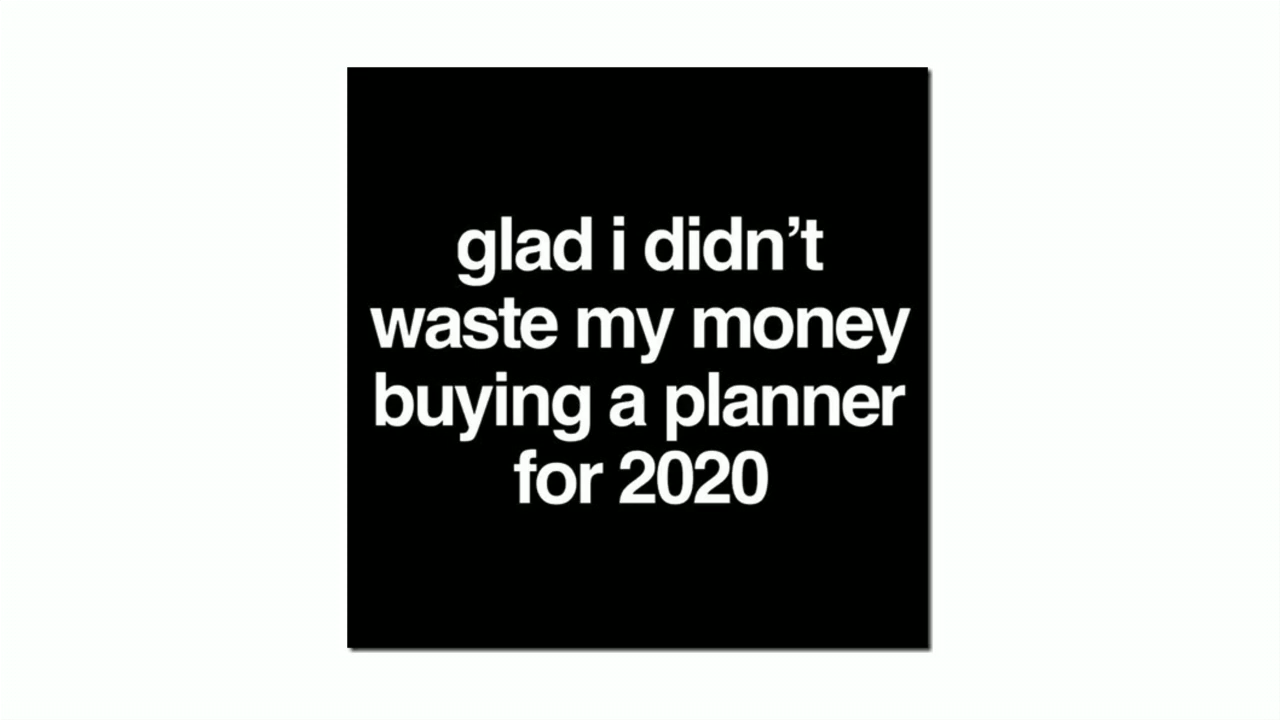 glad i didn’t
waste my money
buying a planner
for 2020